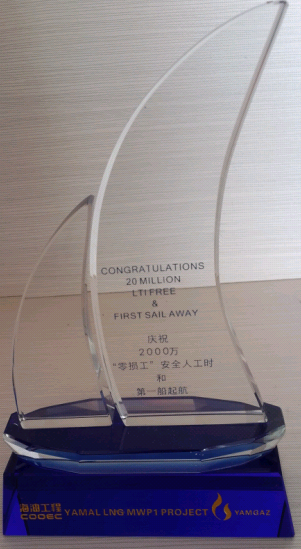 CONGRATULATIONS
20 MILLION
LTI FREE
&
FIRST SAIL AWAY
庆祝
2000万
“零损工”安全人工时
和
第一船起航
海油工程
COOEC
YAMAL LNG MWP1 PROJECT
YAMGAZ